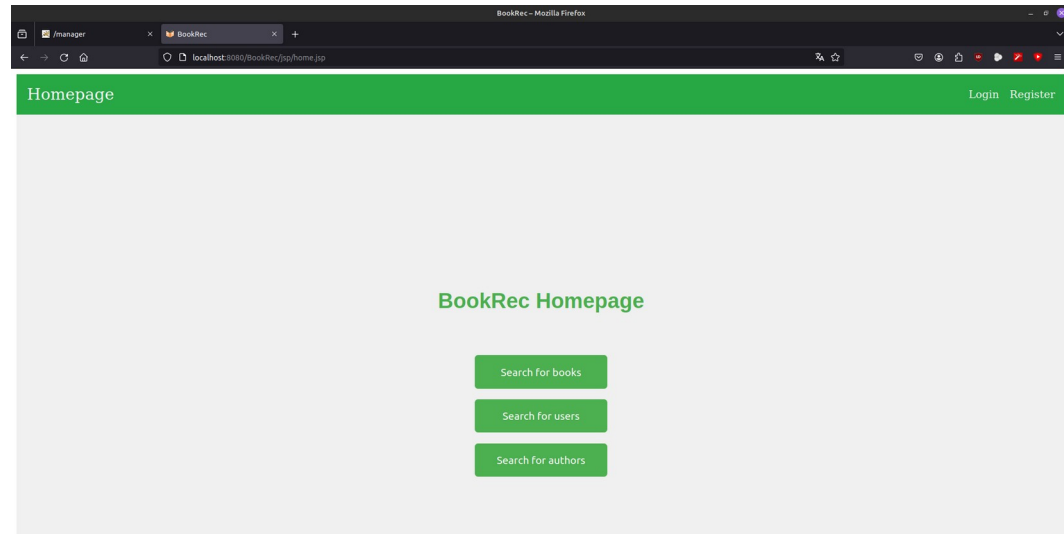 BookRec – Mozilla Firefox
/manager
BookRec
localhost:8080/BookRec/jsp/home.jsp
Homepage
Login Register
BookRec Homepage
Search for books
Search for users
Search for authors